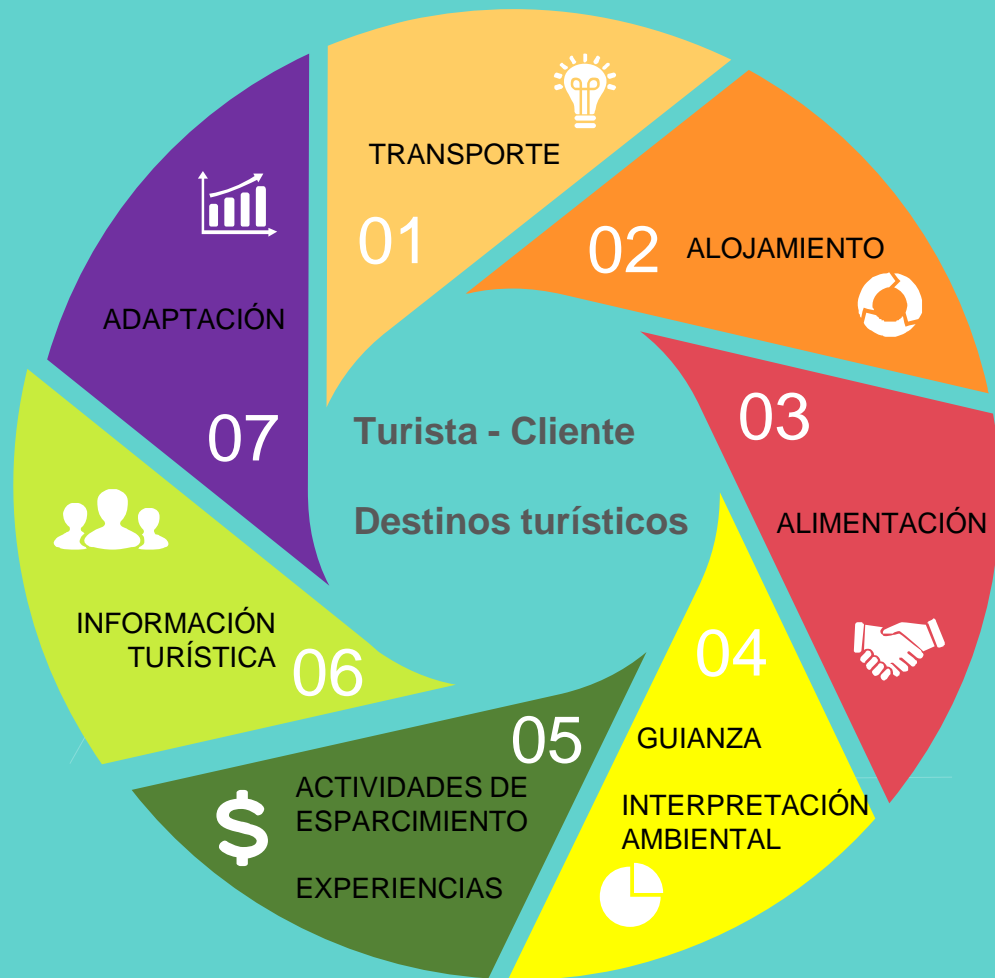 TRANSPORTE
01
02
ALOJAMIENTO
03
ALIMENTACIÓN
04
GUIANZA
INTERPRETACIÓN
AMBIENTAL
05
ACTIVIDADES DE
ESPARCIMIENTO
EXPERIENCIAS
INFORMACIÓN
TURÍSTICA
06
ADAPTACIÓN
07
Turista - Cliente
Destinos turísticos
$